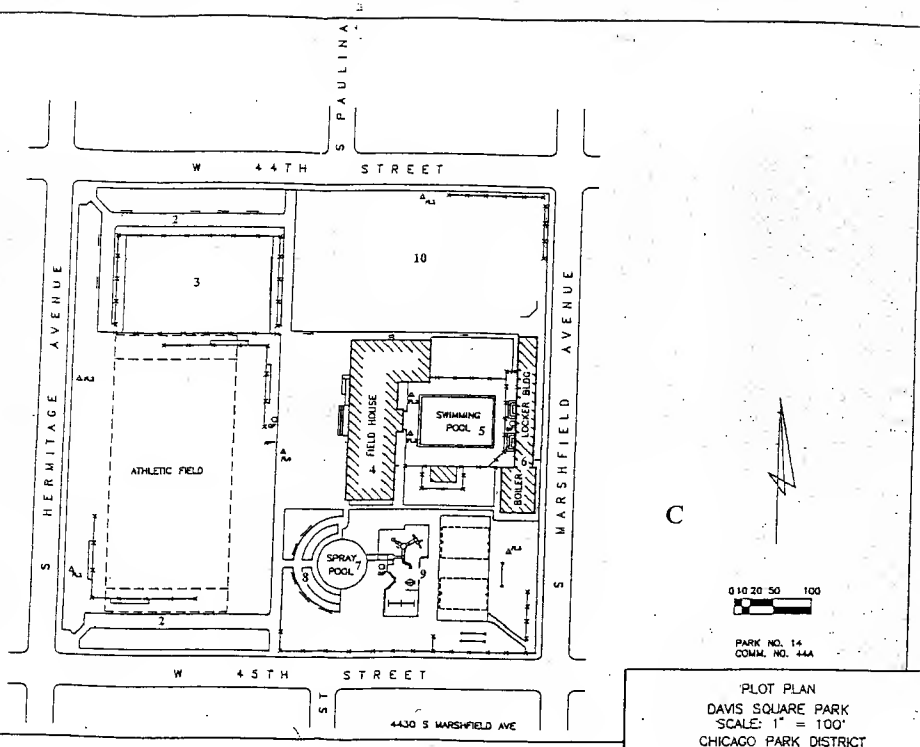 S PAULINA
W 44TH STREET
2
3
10
S HERMITAGE AVENUE
S MARSHFIELD AVENUE
FIELD HOUSE
4
SWIMMING
POOL 5
LOCKER BLDG
6
BOILER
ATHLETIC FIELD
C
SPRAY
POOL 7
8
9
2
0 10 20 50 100
PARK NO. 14
COMM. NO. 44A
W 45TH STREET
ST
4430 S MARSHFIELD AVE
PLOT PLAN
DAVIS SQUARE PARK
SCALE: 1" = 100'
CHICAGO PARK DISTRICT